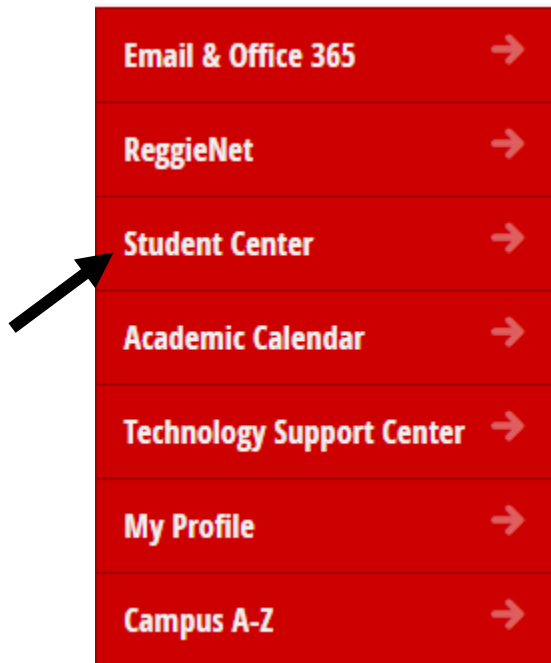 Email & Office 365
ReggieNet
Student Center
Academic Calendar
Technology Support Center
My Profile
Campus A-Z